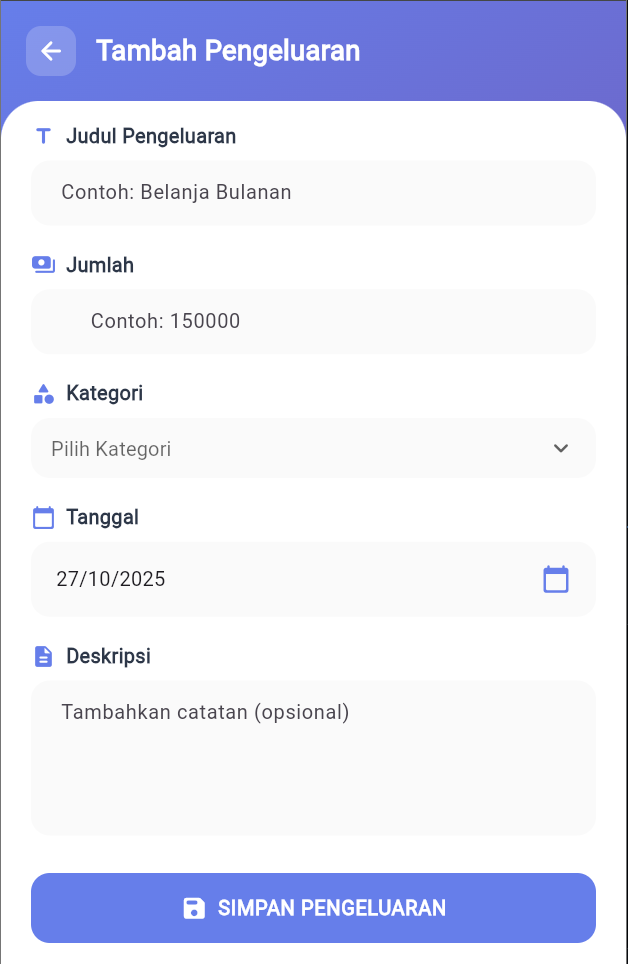 Tambah Pengeluaran
Judul Pengeluaran
Contoh: Belanja Bulanan
Jumlah
Contoh: 150000
Kategori
Pilih Kategori
Tanggal
27/10/2025
Deskripsi
Tambahkan catatan (opsional)
SIMPAN PENGELUARAN